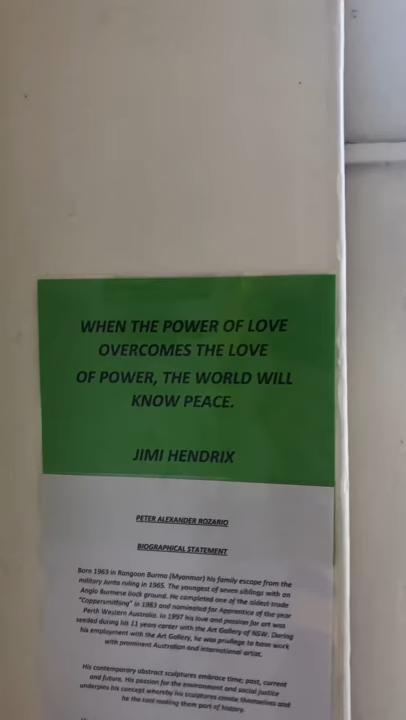 WHEN THE POWER OF LOVE
OVERCOMES THE LOVE
OF POWER, THE WORLD WILL
KNOW PEACE.
JIMI HENDRIX
PETER ALEXANDER ROZARIO
BIOGRAPHICAL STATEMENT
Born 1963 in Rangoon Burma (Myanmar) his family escape from the
military Junta ruling in 1965. The youngest of seven siblings with an
Anglo Burmese back ground. He completed one of the oldest trade
"Coppersmithing" in 1983 and nominated for Apprentice of the year
Perth Western Australia. In 1997 his love and passion for art was
seeded during his 11 years career with the Art Gallery of NSW. During
his employment with the Art Gallery, he was privilege to have work
with prominent Australian and international artist.
His contemporary abstract sculptures embrace time; past, current
and future. His passion for the environment and social justice
underpins his concept whereby his sculptures create themselves and
he the tool making them part of history.